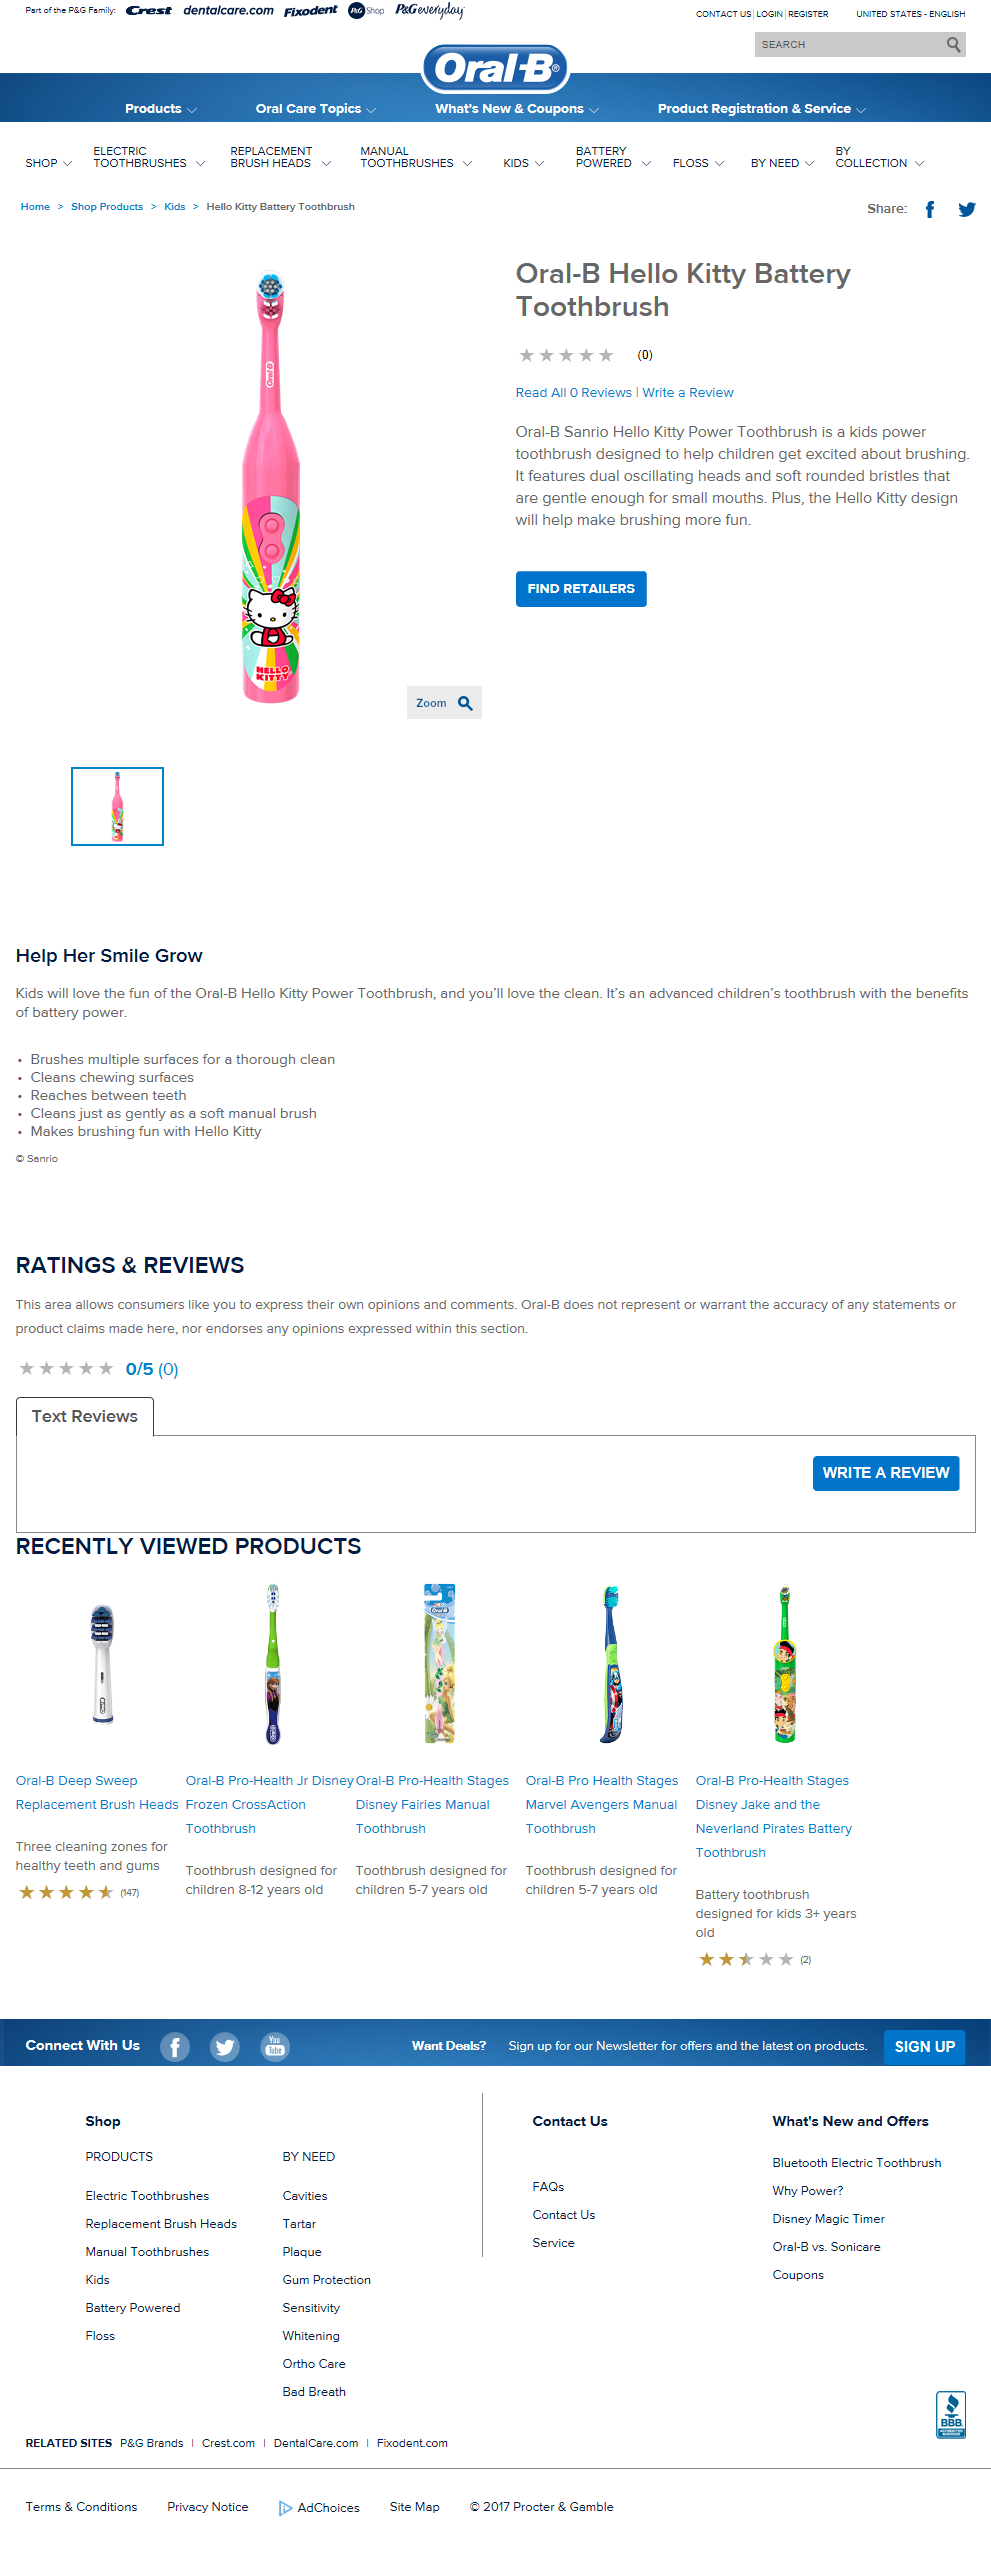 Part of the P&G Family: Crest dentalcare.com Fixodent P&G Shop P&G everyday
CONTACT US | LOGIN | REGISTER UNITED STATES - ENGLISH
SEARCH
Oral-B®
Products Oral Care Topics What's New & Coupons Product Registration & Service
SHOP ELECTRIC TOOTHBRUSHES REPLACEMENT BRUSH HEADS MANUAL TOOTHBRUSHES KIDS BATTERY POWERED FLOSS BY NEED BY COLLECTION
Home > Shop Products > Kids > Hello Kitty Battery Toothbrush
Share:
Oral-B
HELLO
KITTY
Zoom
Oral-B Hello Kitty Battery
Toothbrush
(0)
Read All 0 Reviews | Write a Review
Oral-B Sanrio Hello Kitty Power Toothbrush is a kids power
toothbrush designed to help children get excited about brushing.
It features dual oscillating heads and soft rounded bristles that
are gentle enough for small mouths. Plus, the Hello Kitty design
will help make brushing more fun.
FIND RETAILERS
Help Her Smile Grow
Kids will love the fun of the Oral-B Hello Kitty Power Toothbrush, and you’ll love the clean. It’s an advanced children’s toothbrush with the benefits
of battery power.
• Brushes multiple surfaces for a thorough clean
• Cleans chewing surfaces
• Reaches between teeth
• Cleans just as gently as a soft manual brush
• Makes brushing fun with Hello Kitty
© Sanrio
RATINGS & REVIEWS
This area allows consumers like you to express their own opinions and comments. Oral-B does not represent or warrant the accuracy of any statements or
product claims made here, nor endorses any opinions expressed within this section.
0/5 (0)
Text Reviews
WRITE A REVIEW
RECENTLY VIEWED PRODUCTS
Oral-B
Oral-B Deep Sweep
Replacement Brush Heads
Three cleaning zones for
healthy teeth and gums
(147)
Oral-B Pro-Health Jr Disney
Frozen CrossAction
Toothbrush
Toothbrush designed for
children 8-12 years old
Oral-B Pro-Health Stages
Disney Fairies Manual
Toothbrush
Toothbrush designed for
children 5-7 years old
Oral-B Pro Health Stages
Marvel Avengers Manual
Toothbrush
Toothbrush designed for
children 5-7 years old
Oral-B Pro-Health Stages
Disney Jake and the
Neverland Pirates Battery
Toothbrush
Battery toothbrush
designed for kids 3+ years
old
(2)
Connect With Us You Tube Want Deals? Sign up for our Newsletter for offers and the latest on products. SIGN UP
Shop
PRODUCTS
Electric Toothbrushes
Replacement Brush Heads
Manual Toothbrushes
Kids
Battery Powered
Floss
BY NEED
Cavities
Tartar
Plaque
Gum Protection
Sensitivity
Whitening
Ortho Care
Bad Breath
Contact Us
FAQs
Contact Us
Service
What's New and Offers
Bluetooth Electric Toothbrush
Why Power?
Disney Magic Timer
Oral-B vs. Sonicare
Coupons
BBB
ACCREDITED
BUSINESS
RELATED SITES P&G Brands | Crest.com | DentalCare.com | Fixodent.com
Terms & Conditions Privacy Notice AdChoices Site Map © 2017 Procter & Gamble